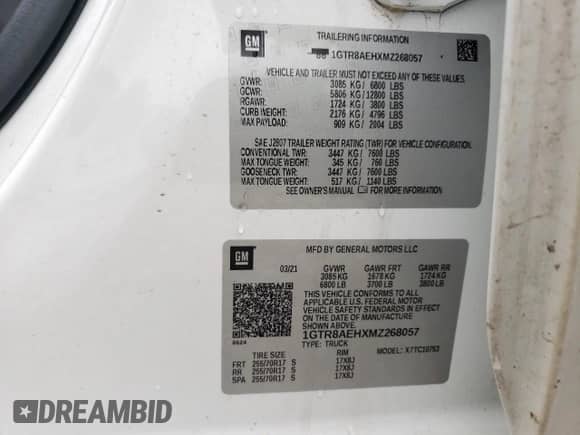 GM
TRAILERING INFORMATION
1GTR8AEHXMZ268057
VEHICLE AND TRAILER MUST NOT EXCEED ANY OF THESE VALUES.
GVWR: 3085 KG / 6800 LBS
GCWR: 5806 KG / 12800 LBS
RGAWR: 1724 KG / 3800 LBS
CURB WEIGHT: 2176 KG / 4796 LBS
MAX PAYLOAD: 909 KG / 2004 LBS
SAE J2807 TRAILER WEIGHT RATING (TWR) FOR VEHICLE CONFIGURATION.
CONVENTIONAL TWR: 3447 KG / 7600 LBS
MAX TONGUE WEIGHT: 345 KG / 760 LBS
GOOSENECK TWR: 3447 KG / 7600 LBS
MAX TONGUE WEIGHT: 517 KG / 1140 LBS
SEE OWNER'S MANUAL FOR MORE INFORMATION.
GM
MFD BY GENERAL MOTORS LLC
03/21 GVWR GAWR FRT GAWR RR
3085 KG 1678 KG 1724 KG
6800 LB 3700 LB 3800 LB
THIS VEHICLE CONFORMS TO ALL
APPLICABLE U.S. FEDERAL MOTOR
VEHICLE SAFETY STANDARDS IN
EFFECT ON THE DATE OF MANUFACTURE
SHOWN ABOVE.
1GTR8AEHXMZ268057
TYPE: TRUCK MODEL: X7TC10753
TIRE SIZE RIM
FRT 255/70R17 S 17X8J
RR 255/70R17 S 17X8J
SPA 255/70R17 S 17X8J
DREAMBID